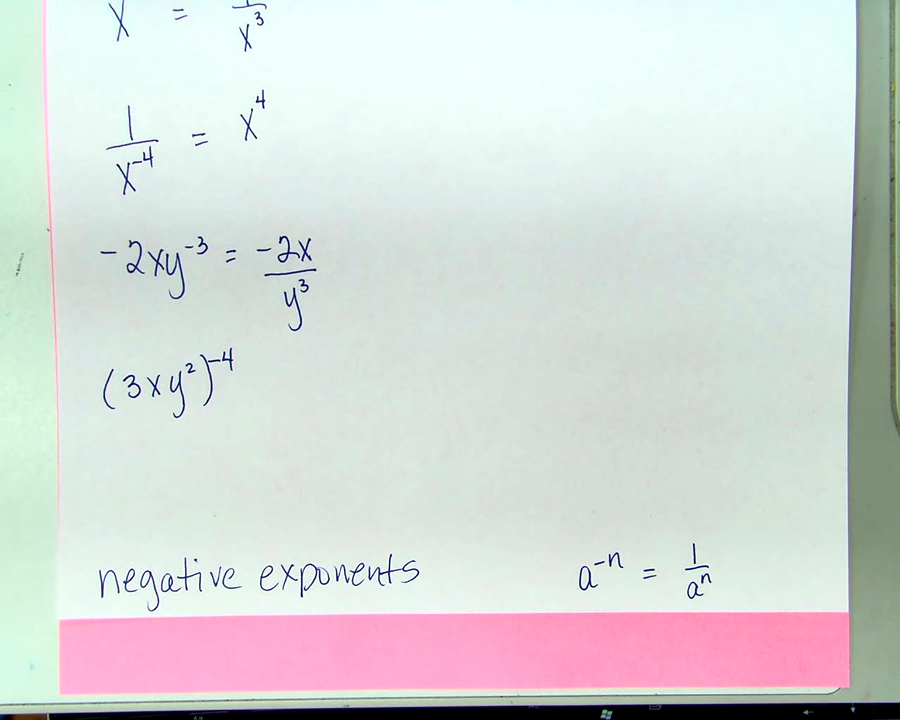 x = 1/x³
1/x⁻⁴ = x⁴
-2xy⁻³ = -2x/y³
(3xy²)⁻⁴
negative exponents a⁻ⁿ = 1/aⁿ